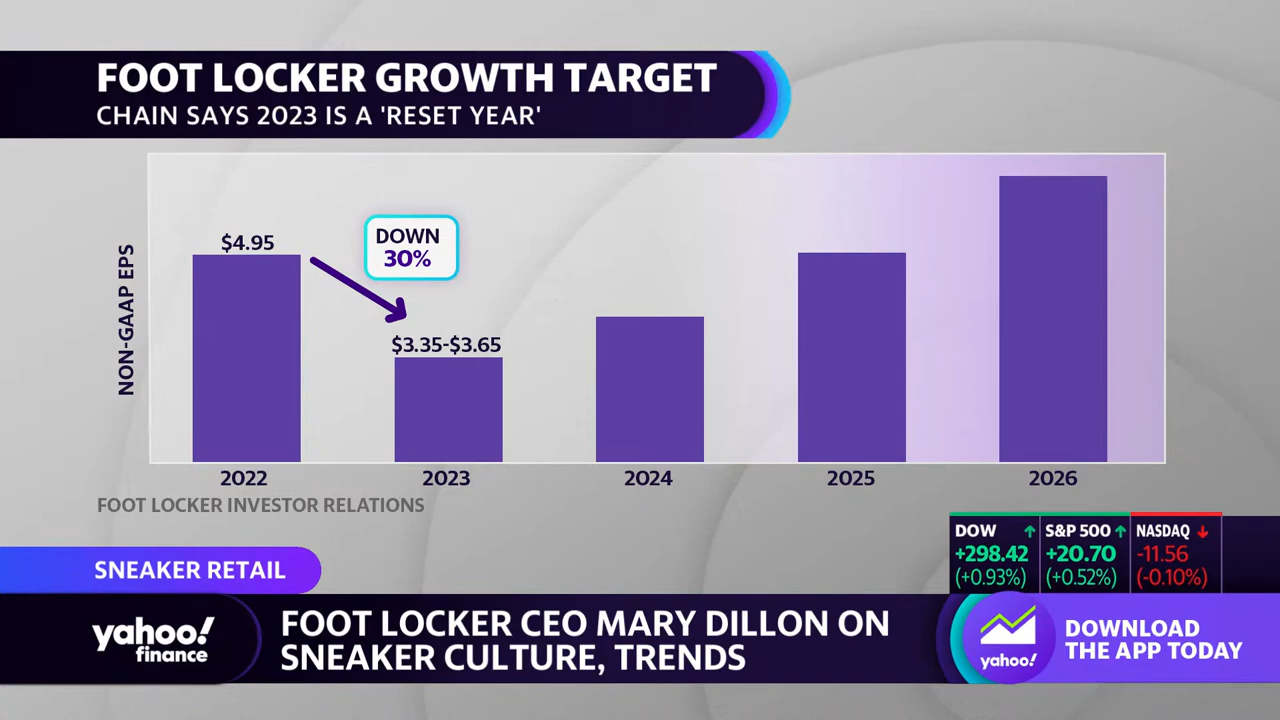 FOOT LOCKER GROWTH TARGET
CHAIN SAYS 2023 IS A 'RESET YEAR'
NON-GAAP EPS
$4.95
DOWN
30%
$3.35-$3.65
2022
2023
2024
2025
2026
FOOT LOCKER INVESTOR RELATIONS
DOW
+298.42
(+0.93%)
S&P 500
+20.70
(+0.52%)
NASDAQ
-11.56
(-0.10%)
SNEAKER RETAIL
yahoo!
finance
FOOT LOCKER CEO MARY DILLON ON
SNEAKER CULTURE, TRENDS
yahoo!
DOWNLOAD
THE APP TODAY